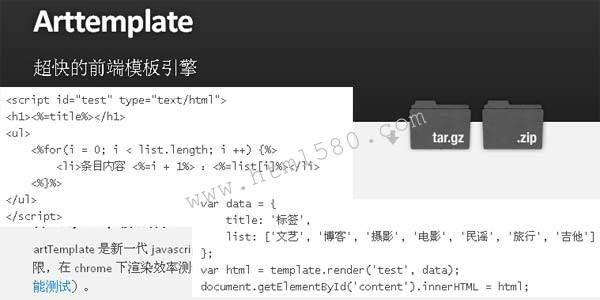 Arttemplate
超快的前端模板引擎
<script id="test" type="text/html">
<h1><%=title%></h1>
<ul>
    <%for(i = 0; i < list.length; i ++) {%>
        <li>条目内容 <%=i + 1%> ：<%=list[i]%></li>
    <%}%>
</ul>
</script>
tar.gz
.zip
www.html580.com
artTemplate 是新一代 javascrip
限，在 chrome 下渲染效率测
能测试）。
var data = {
    title: '标签',
    list: ['文艺', '博客', '摄影', '电影', '民谣', '旅行', '吉他']
};
var html = template.render('test', data);
document.getElementById('content').innerHTML = html;